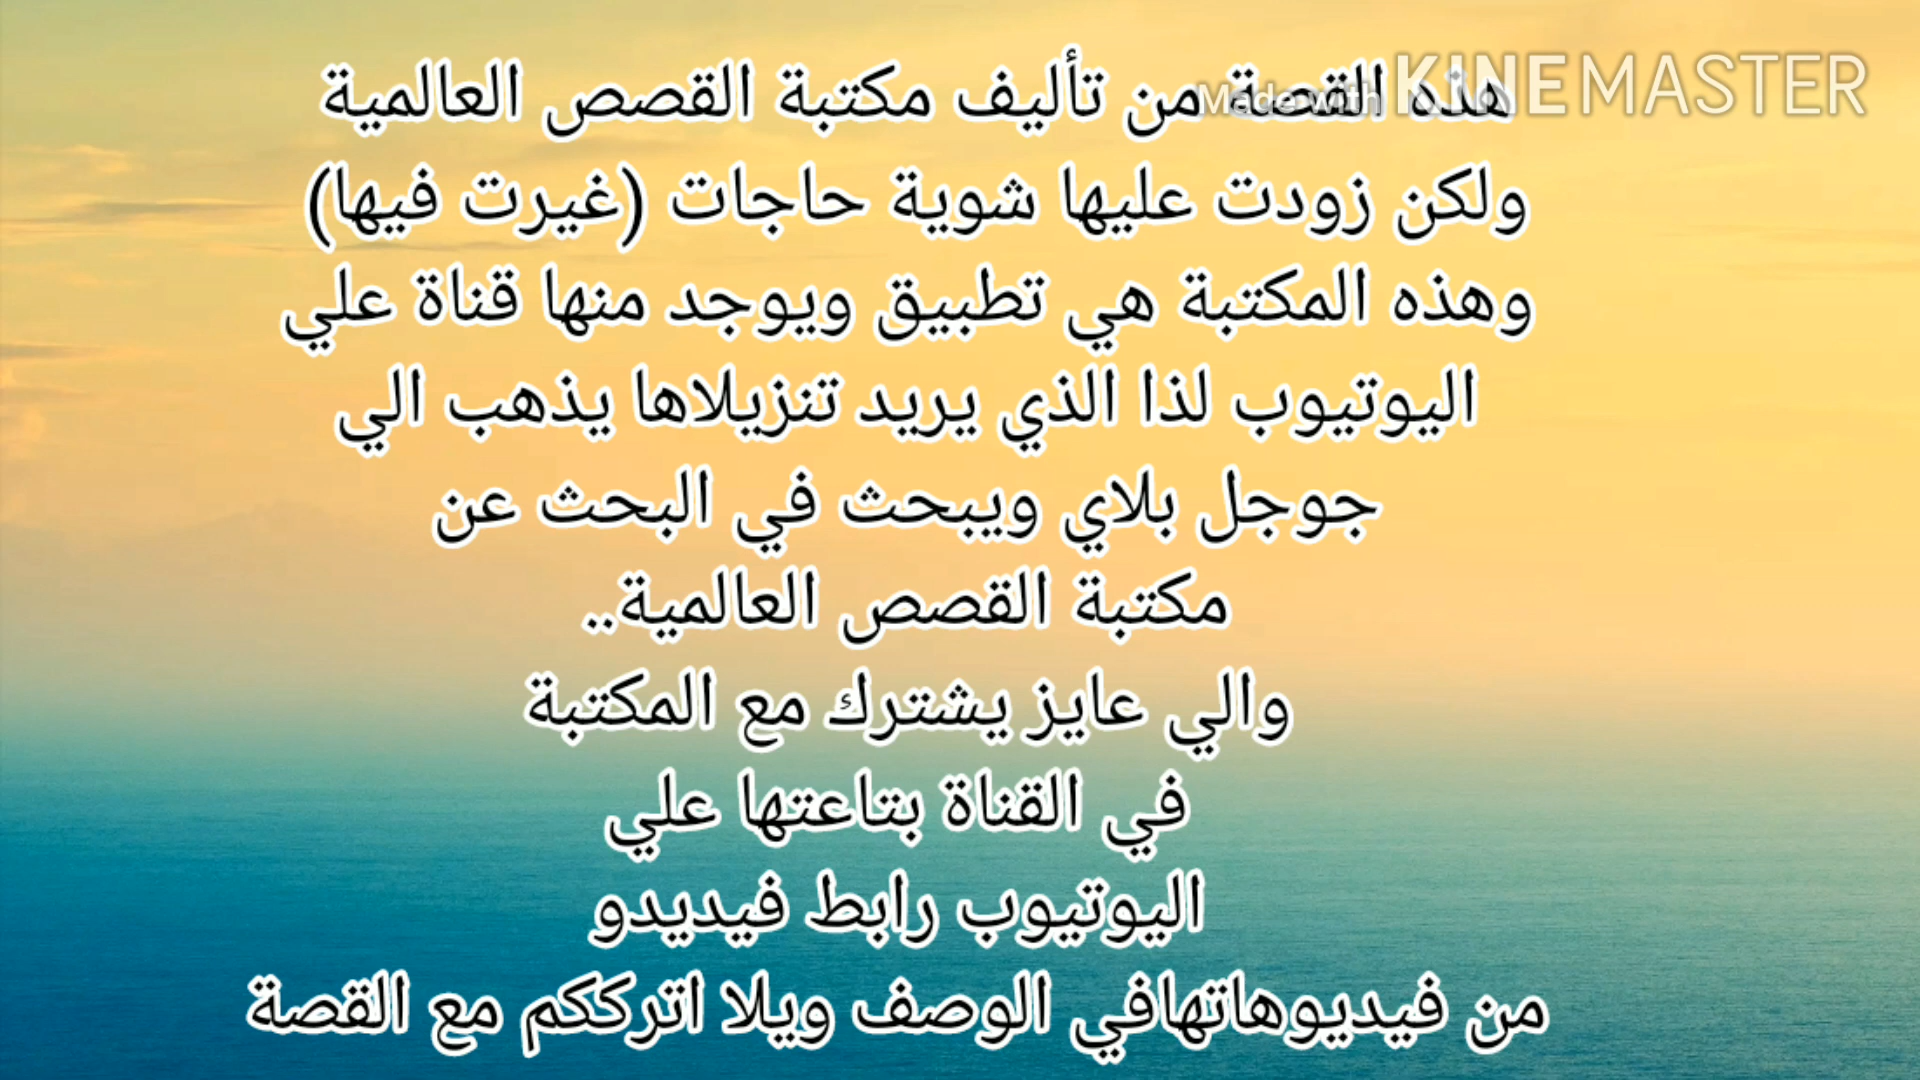 هذه القصة من تأليف مكتبة القصص العالمية
Made with KINEMASTER
ولكن زودت عليها شوية حاجات (غيرت فيها)
وهذه المكتبة هي تطبيق ويوجد منها قناة علي
اليوتيوب لذا الذي يريد تنزيلاها يذهب الي
جوجل بلاي ويبحث في البحث عن
مكتبة القصص العالمية..
والي عايز يشترك مع المكتبة
في القناة بتاعتها علي
اليوتيوب رابط فيديدو
من فيديوهاتهافي الوصف ويلا اترككم مع القصة